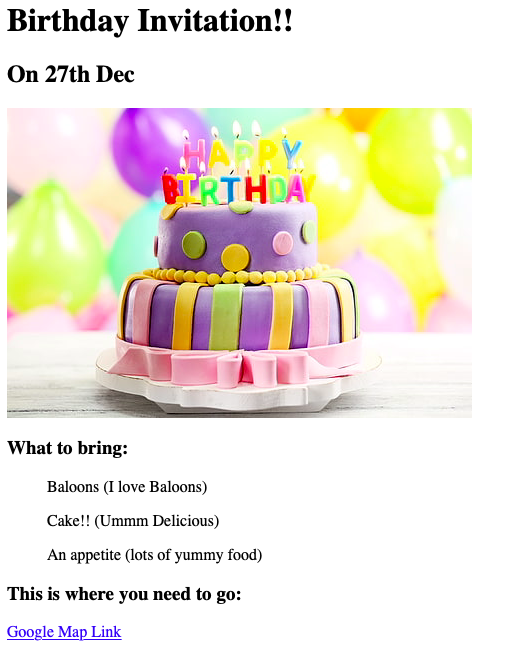 Birthday Invitation!!
On 27th Dec
HAPPY
BIRTHDAY
What to bring:
Baloons (I love Baloons)
Cake!! (Ummm Delicious)
An appetite (lots of yummy food)
This is where you need to go:
Google Map Link